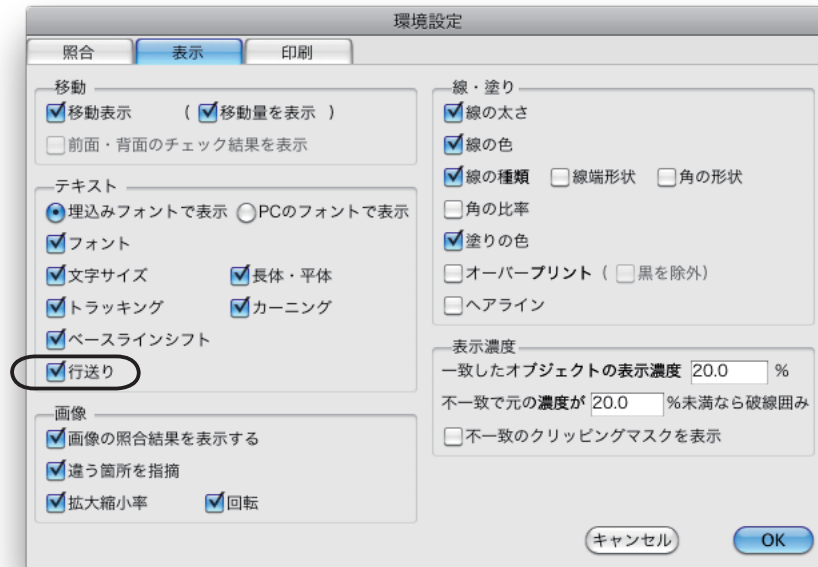 環境設定
照合 表示 印刷
移動
移動表示 ( 移動量を表示 )
前面・背面のチェック結果を表示
テキスト
埋込みフォントで表示 PCのフォントで表示
フォント
文字サイズ 長体・平体
トラッキング カーニング
ベースラインシフト
行送り
画像
画像の照合結果を表示する
違う箇所を指摘
拡大縮小率 回転
線・塗り
線の太さ
線の色
線の種類 線端形状 角の形状
角の比率
塗りの色
オーバープリント ( 黒を除外)
ヘアライン
表示濃度
一致したオブジェクトの表示濃度 20.0 %
不一致で元の濃度が 20.0 %未満なら破線囲み
不一致のクリッピングマスクを表示
キャンセル OK